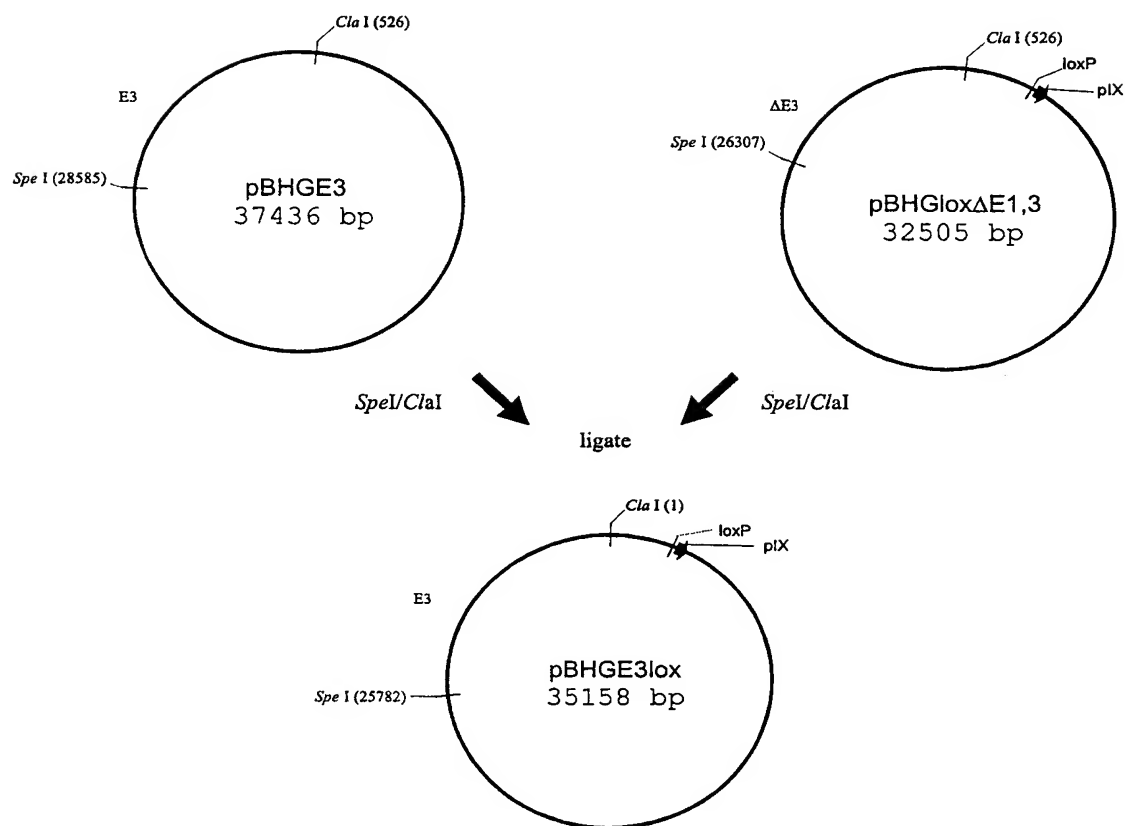 Cla I (526)
E3
Spe I (28585)
pBHGE3
37436 bp
Cla I (526)
loxP
pIX
ΔE3
Spe I (26307)
pBHGloxΔE1,3
32505 bp
SpeI/ClaI
SpeI/ClaI
ligate
Cla I (1)
loxP
pIX
E3
Spe I (25782)
pBHGE3lox
35158 bp